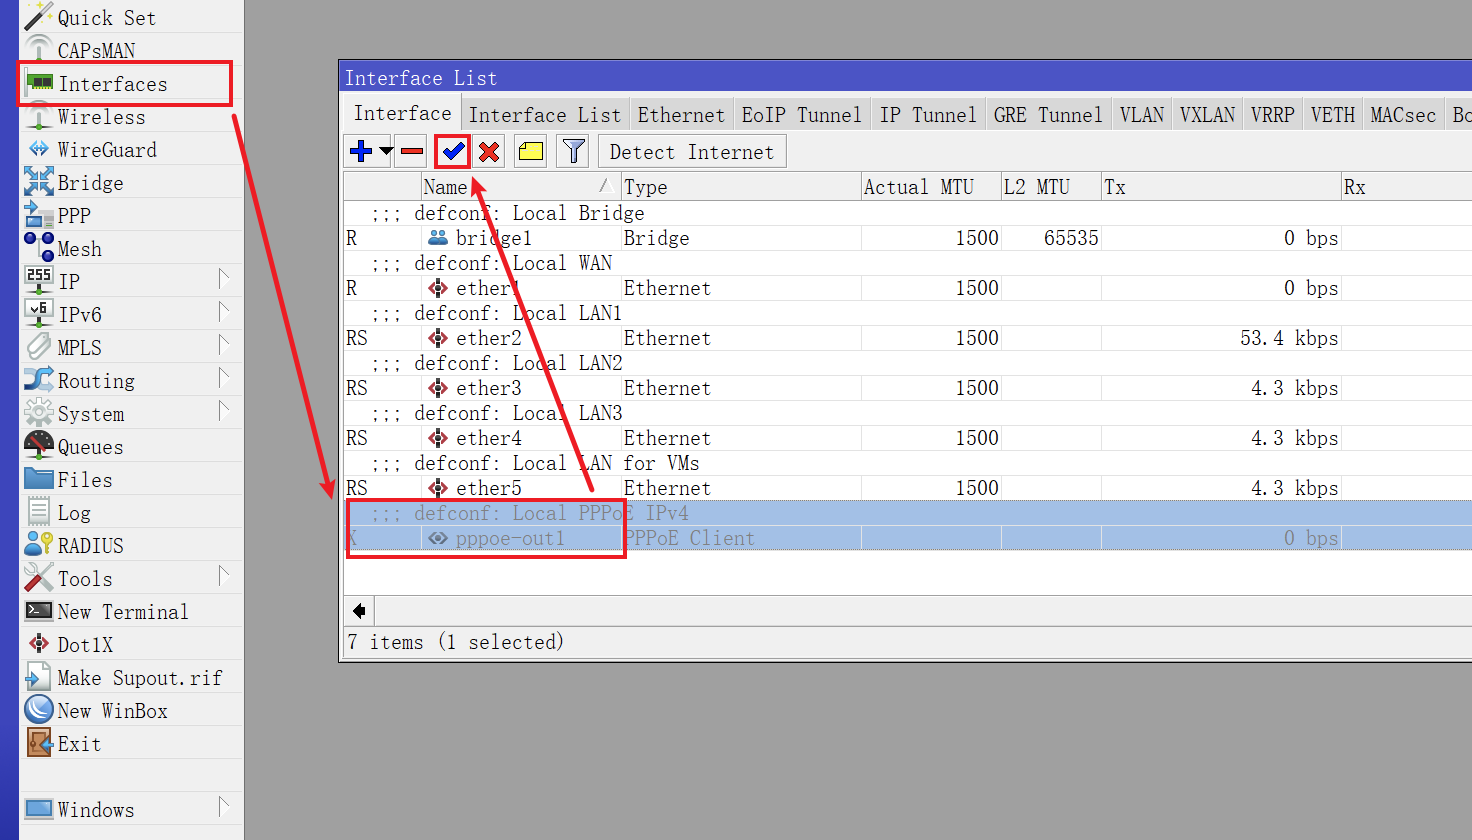 Quick Set
CAPsMAN
Interfaces
Wireless
WireGuard
Bridge
PPP
Mesh
255 IP
v6 IPv6
MPLS
Routing
System
Queues
Files
Log
RADIUS
Tools
New Terminal
Dot1X
Make Supout.rif
New WinBox
Exit
Windows
Interface List
Interface Interface List Ethernet EoIP Tunnel IP Tunnel GRE Tunnel VLAN VXLAN VRRP VETH MACsec Bo
Detect Internet
Name Type Actual MTU L2 MTU Tx Rx
;;; defconf: Local Bridge
R bridge1 Bridge 1500 65535 0 bps
;;; defconf: Local WAN
R ether1 Ethernet 1500 0 bps
;;; defconf: Local LAN1
RS ether2 Ethernet 1500 53.4 kbps
;;; defconf: Local LAN2
RS ether3 Ethernet 1500 4.3 kbps
;;; defconf: Local LAN3
RS ether4 Ethernet 1500 4.3 kbps
;;; defconf: Local LAN for VMs
RS ether5 Ethernet 1500 4.3 kbps
;;; defconf: Local PPPoE IPv4
X pppoe-out1 PPPoE Client 0 bps
7 items (1 selected)